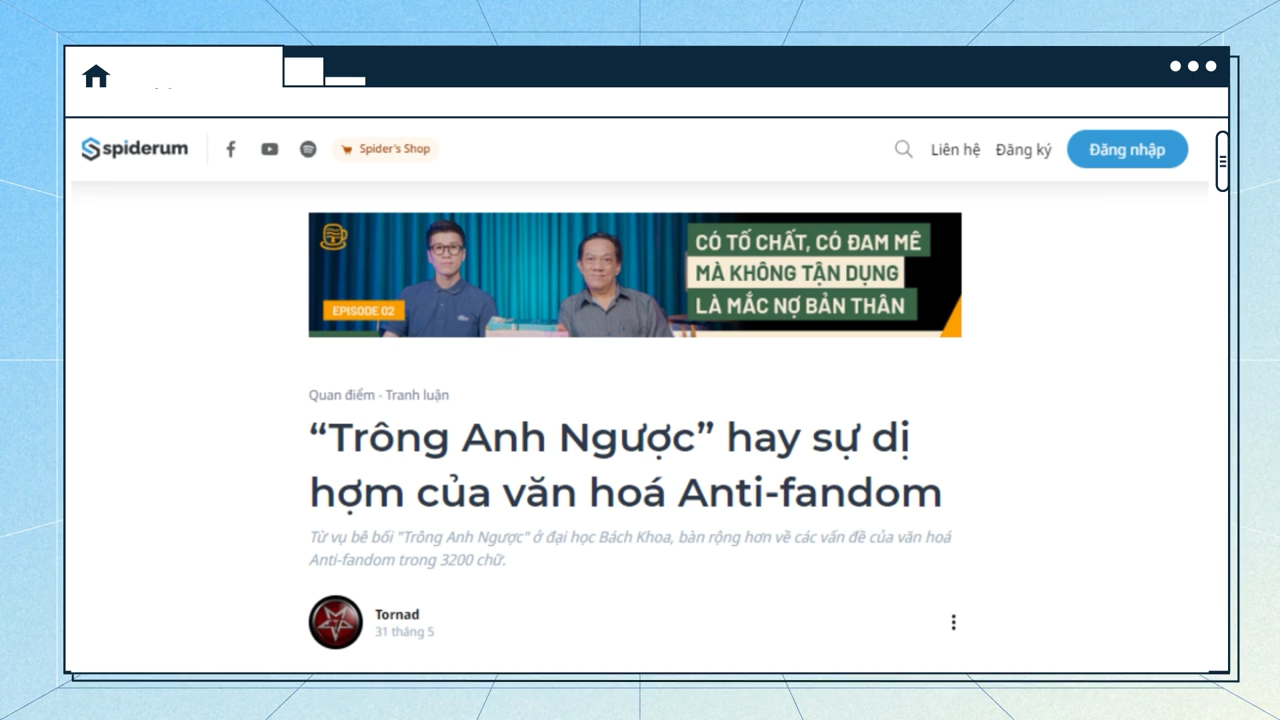 spiderum
Spider's Shop
Liên hệ
Đăng ký
Đăng nhập
CÓ TỐ CHẤT, CÓ ĐAM MÊ
MÀ KHÔNG TẬN DỤNG
LÀ MẮC NỢ BẢN THÂN
EPISODE 02
Quan điểm - Tranh luận
“Trông Anh Ngược” hay sự dị
hợm của văn hoá Anti-fandom
Từ vụ bê bối "Trông Anh Ngược" ở đại học Bách Khoa, bàn rộng hơn về các vấn đề của văn hoá
Anti-fandom trong 3200 chữ.
Tornad
31 tháng 5